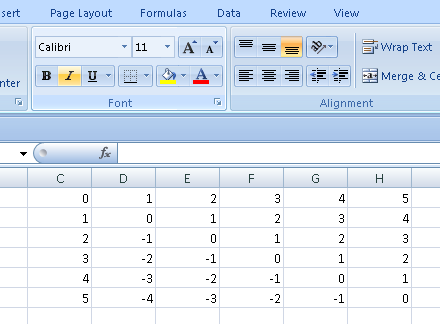 sert Page Layout Formulas Data Review View
Calibri 11 A A Wrap Text
B I U A Merge & Ce
nter
Font Alignment
fx
C D E F G H
0 1 2 3 4 5
1 0 1 2 3 4
2 -1 0 1 2 3
3 -2 -1 0 1 2
4 -3 -2 -1 0 1
5 -4 -3 -2 -1 0